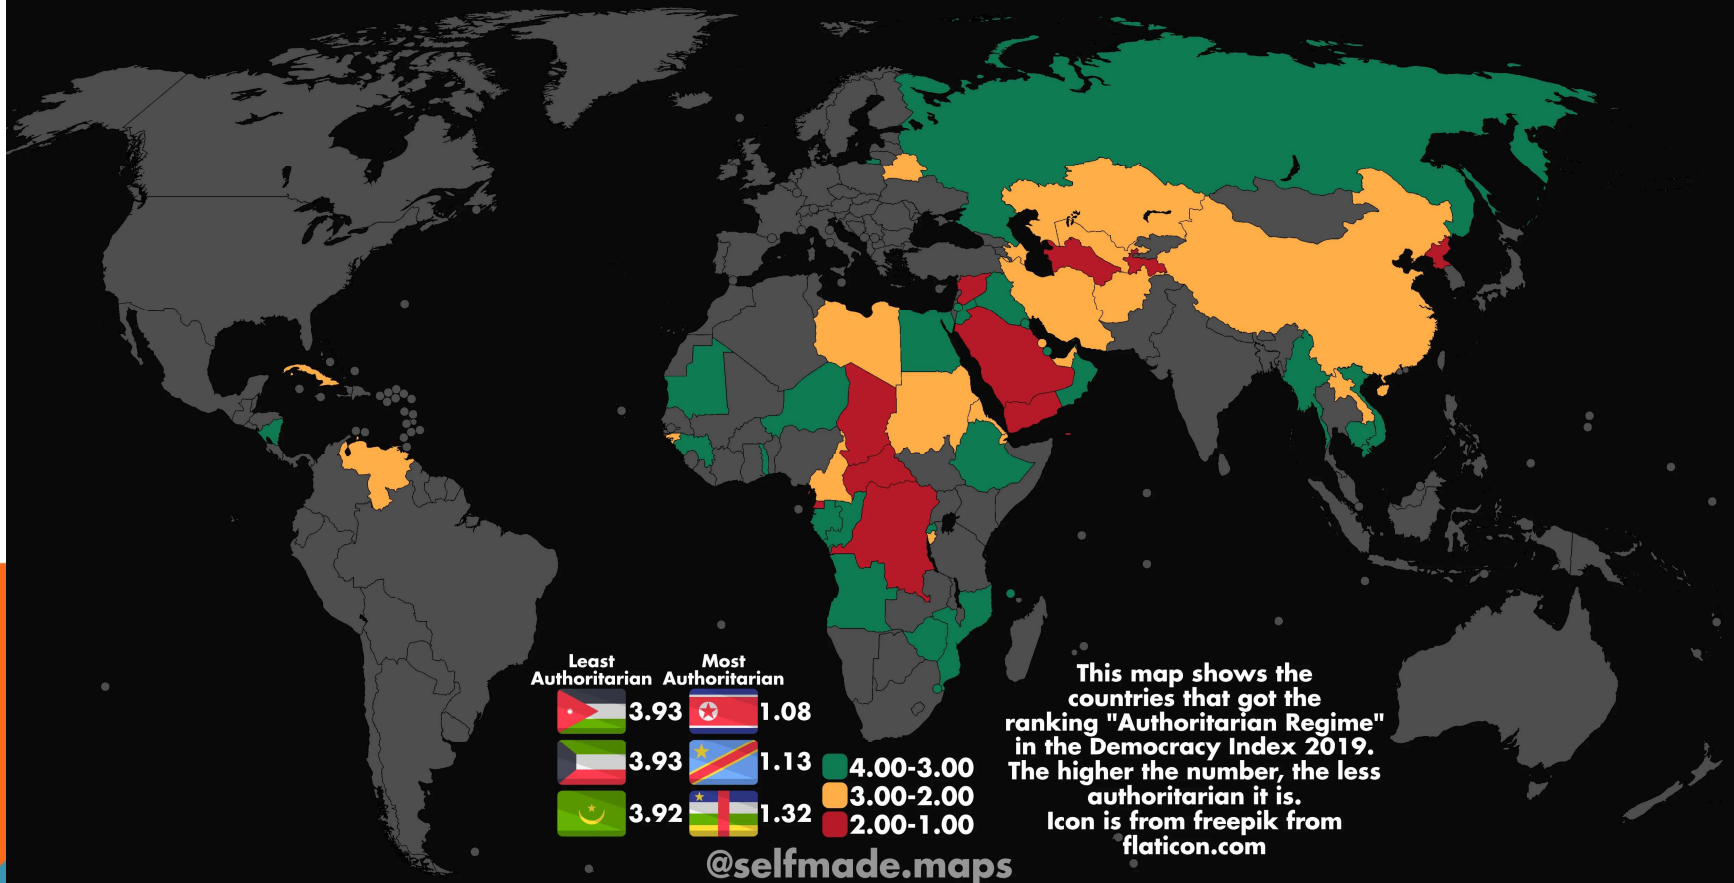 Least
Authoritarian
Most
Authoritarian
3.93
1.08
3.93
1.13
3.92
1.32
4.00-3.00
3.00-2.00
2.00-1.00
This map shows the
countries that got the
ranking "Authoritarian Regime"
in the Democracy Index 2019.
The higher the number, the less
authoritarian it is.
Icon is from freepik from
flaticon.com
@selfmade.maps